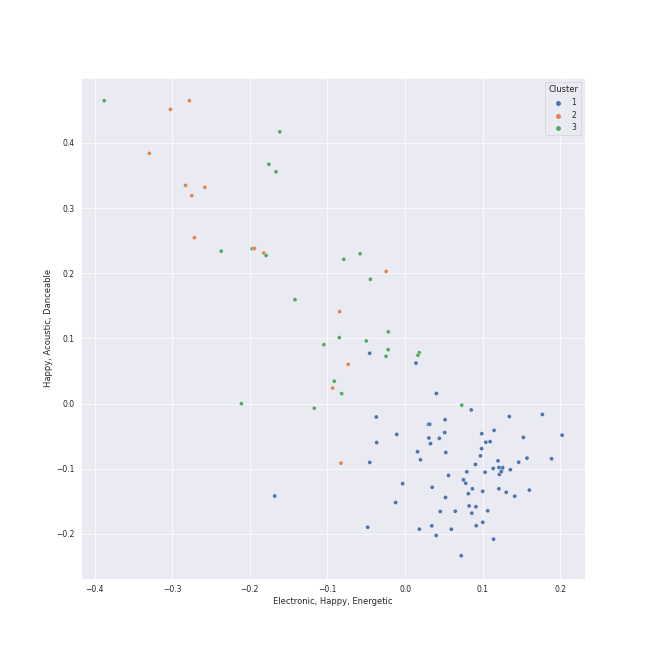 Cluster
1
2
3
Happy, Acoustic, Danceable
0.4
0.3
0.2
0.1
0.0
−0.1
−0.2
−0.4 −0.3 −0.2 −0.1 0.0 0.1 0.2
Electronic, Happy, Energetic